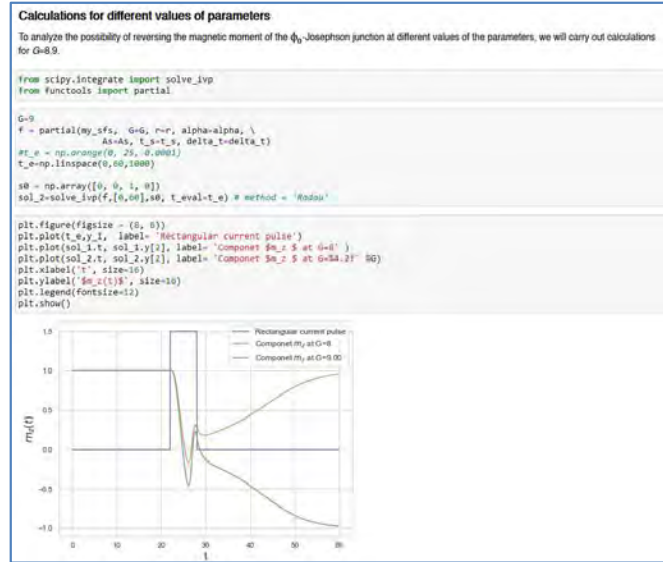 Calculations for different values of parameters
To analyze the possibility of reversing the magnetic moment of the ϕ₀-Josephson junction at different values of the parameters, we will carry out calculations
for G=8.9.
from scipy.integrate import solve_ivp
from functools import partial
G=9
f = partial(my_sfs, G=G, r=r, alpha=alpha, \
As=As, t_s=t_s, delta_t=delta_t)
#t_e = np.arange(0, 25, 0.0001)
t_e=np.linspace(0,60,1000)
s0 = np.array([0, 0, 1, 0])
sol_2=solve_ivp(f,[0,60],s0, t_eval=t_e) # method = 'Radau'
plt.figure(figsize = (8, 6))
plt.plot(t_e,y_I, label= 'Rectangular current pulse')
plt.plot(sol_1.t, sol_1.y[2], label= 'Componet $m_z $ at G=8' )
plt.plot(sol_2.t, sol_2.y[2], label= 'Componet $m_z $ at G=%4.2f' %G)
plt.xlabel('t', size=16)
plt.ylabel('$m_z(t)$', size=16)
plt.legend(fontsize=12)
plt.show()
1.5
Rectangular current pulse
Componet m_z at G=8
Componet m_z at G=9.00
1.0
0.5
0.0
−0.5
−1.0
m_z(t)
0 10 20 30 40 50 60
t